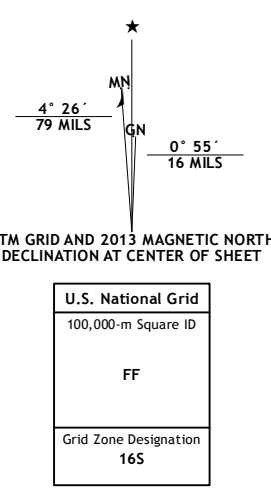 ★
MN
4° 26´
79 MILS
GN
0° 55´
16 MILS
TM GRID AND 2013 MAGNETIC NORTH
DECLINATION AT CENTER OF SHEET
U.S. National Grid
100,000-m Square ID
FF
Grid Zone Designation
16S